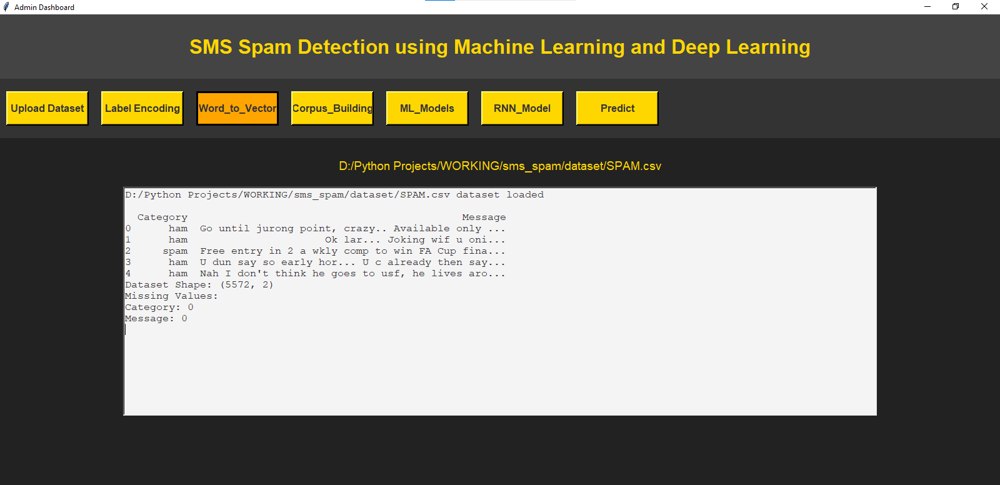 Admin Dashboard
SMS Spam Detection using Machine Learning and Deep Learning
Upload Dataset Label Encoding Word_to_Vector Corpus_Building ML_Models RNN_Model Predict
D:/Python Projects/WORKING/sms_spam/dataset/SPAM.csv
D:/Python Projects/WORKING/sms_spam/dataset/SPAM.csv dataset loaded
Category Message
0 ham Go until jurong point, crazy.. Available only ...
1 ham Ok lar... Joking wif u oni...
2 spam Free entry in 2 a wkly comp to win FA Cup fina...
3 ham U dun say so early hor... U c already then say...
4 ham Nah I don't think he goes to usf, he lives aro...
Dataset Shape: (5572, 2)
Missing Values:
Category: 0
Message: 0